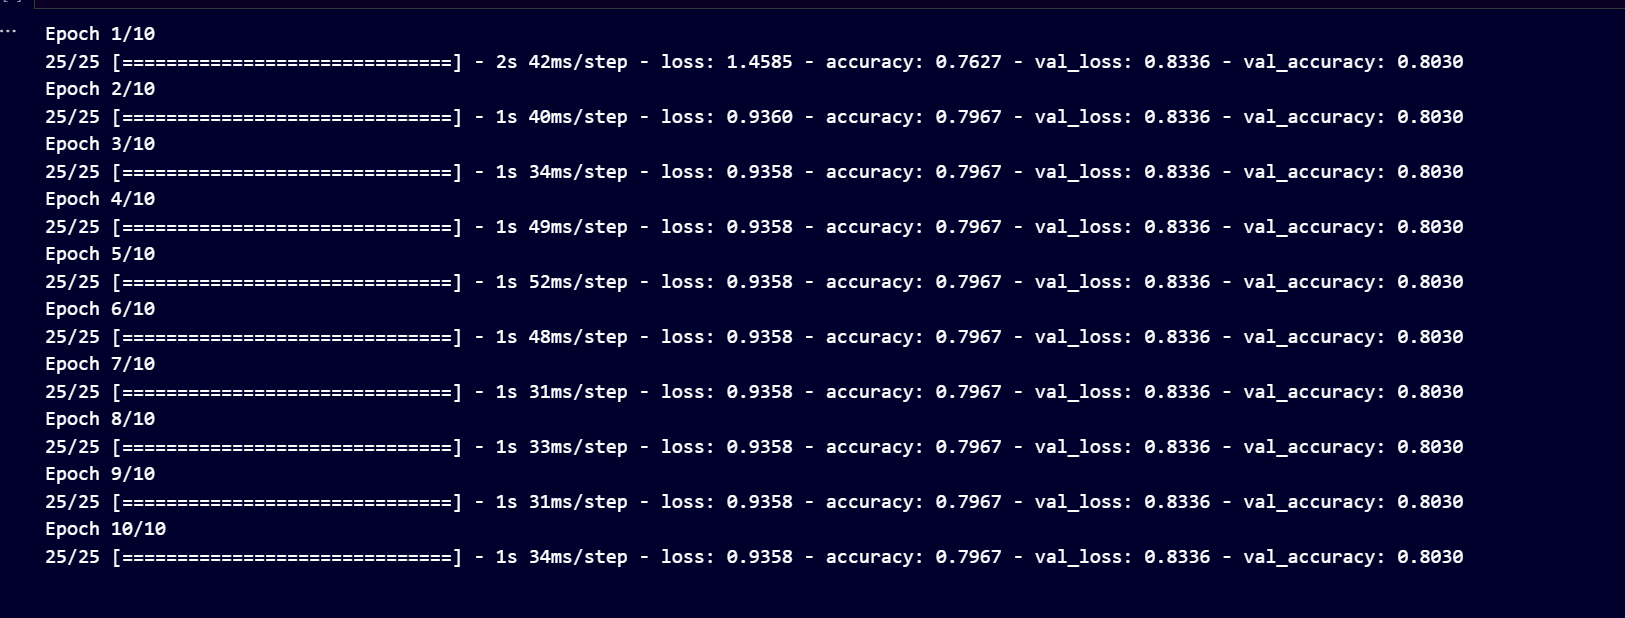 ...
Epoch 1/10
25/25 [==============================] - 2s 42ms/step - loss: 1.4585 - accuracy: 0.7627 - val_loss: 0.8336 - val_accuracy: 0.8030
Epoch 2/10
25/25 [==============================] - 1s 40ms/step - loss: 0.9360 - accuracy: 0.7967 - val_loss: 0.8336 - val_accuracy: 0.8030
Epoch 3/10
25/25 [==============================] - 1s 34ms/step - loss: 0.9358 - accuracy: 0.7967 - val_loss: 0.8336 - val_accuracy: 0.8030
Epoch 4/10
25/25 [==============================] - 1s 49ms/step - loss: 0.9358 - accuracy: 0.7967 - val_loss: 0.8336 - val_accuracy: 0.8030
Epoch 5/10
25/25 [==============================] - 1s 52ms/step - loss: 0.9358 - accuracy: 0.7967 - val_loss: 0.8336 - val_accuracy: 0.8030
Epoch 6/10
25/25 [==============================] - 1s 48ms/step - loss: 0.9358 - accuracy: 0.7967 - val_loss: 0.8336 - val_accuracy: 0.8030
Epoch 7/10
25/25 [==============================] - 1s 31ms/step - loss: 0.9358 - accuracy: 0.7967 - val_loss: 0.8336 - val_accuracy: 0.8030
Epoch 8/10
25/25 [==============================] - 1s 33ms/step - loss: 0.9358 - accuracy: 0.7967 - val_loss: 0.8336 - val_accuracy: 0.8030
Epoch 9/10
25/25 [==============================] - 1s 31ms/step - loss: 0.9358 - accuracy: 0.7967 - val_loss: 0.8336 - val_accuracy: 0.8030
Epoch 10/10
25/25 [==============================] - 1s 34ms/step - loss: 0.9358 - accuracy: 0.7967 - val_loss: 0.8336 - val_accuracy: 0.8030